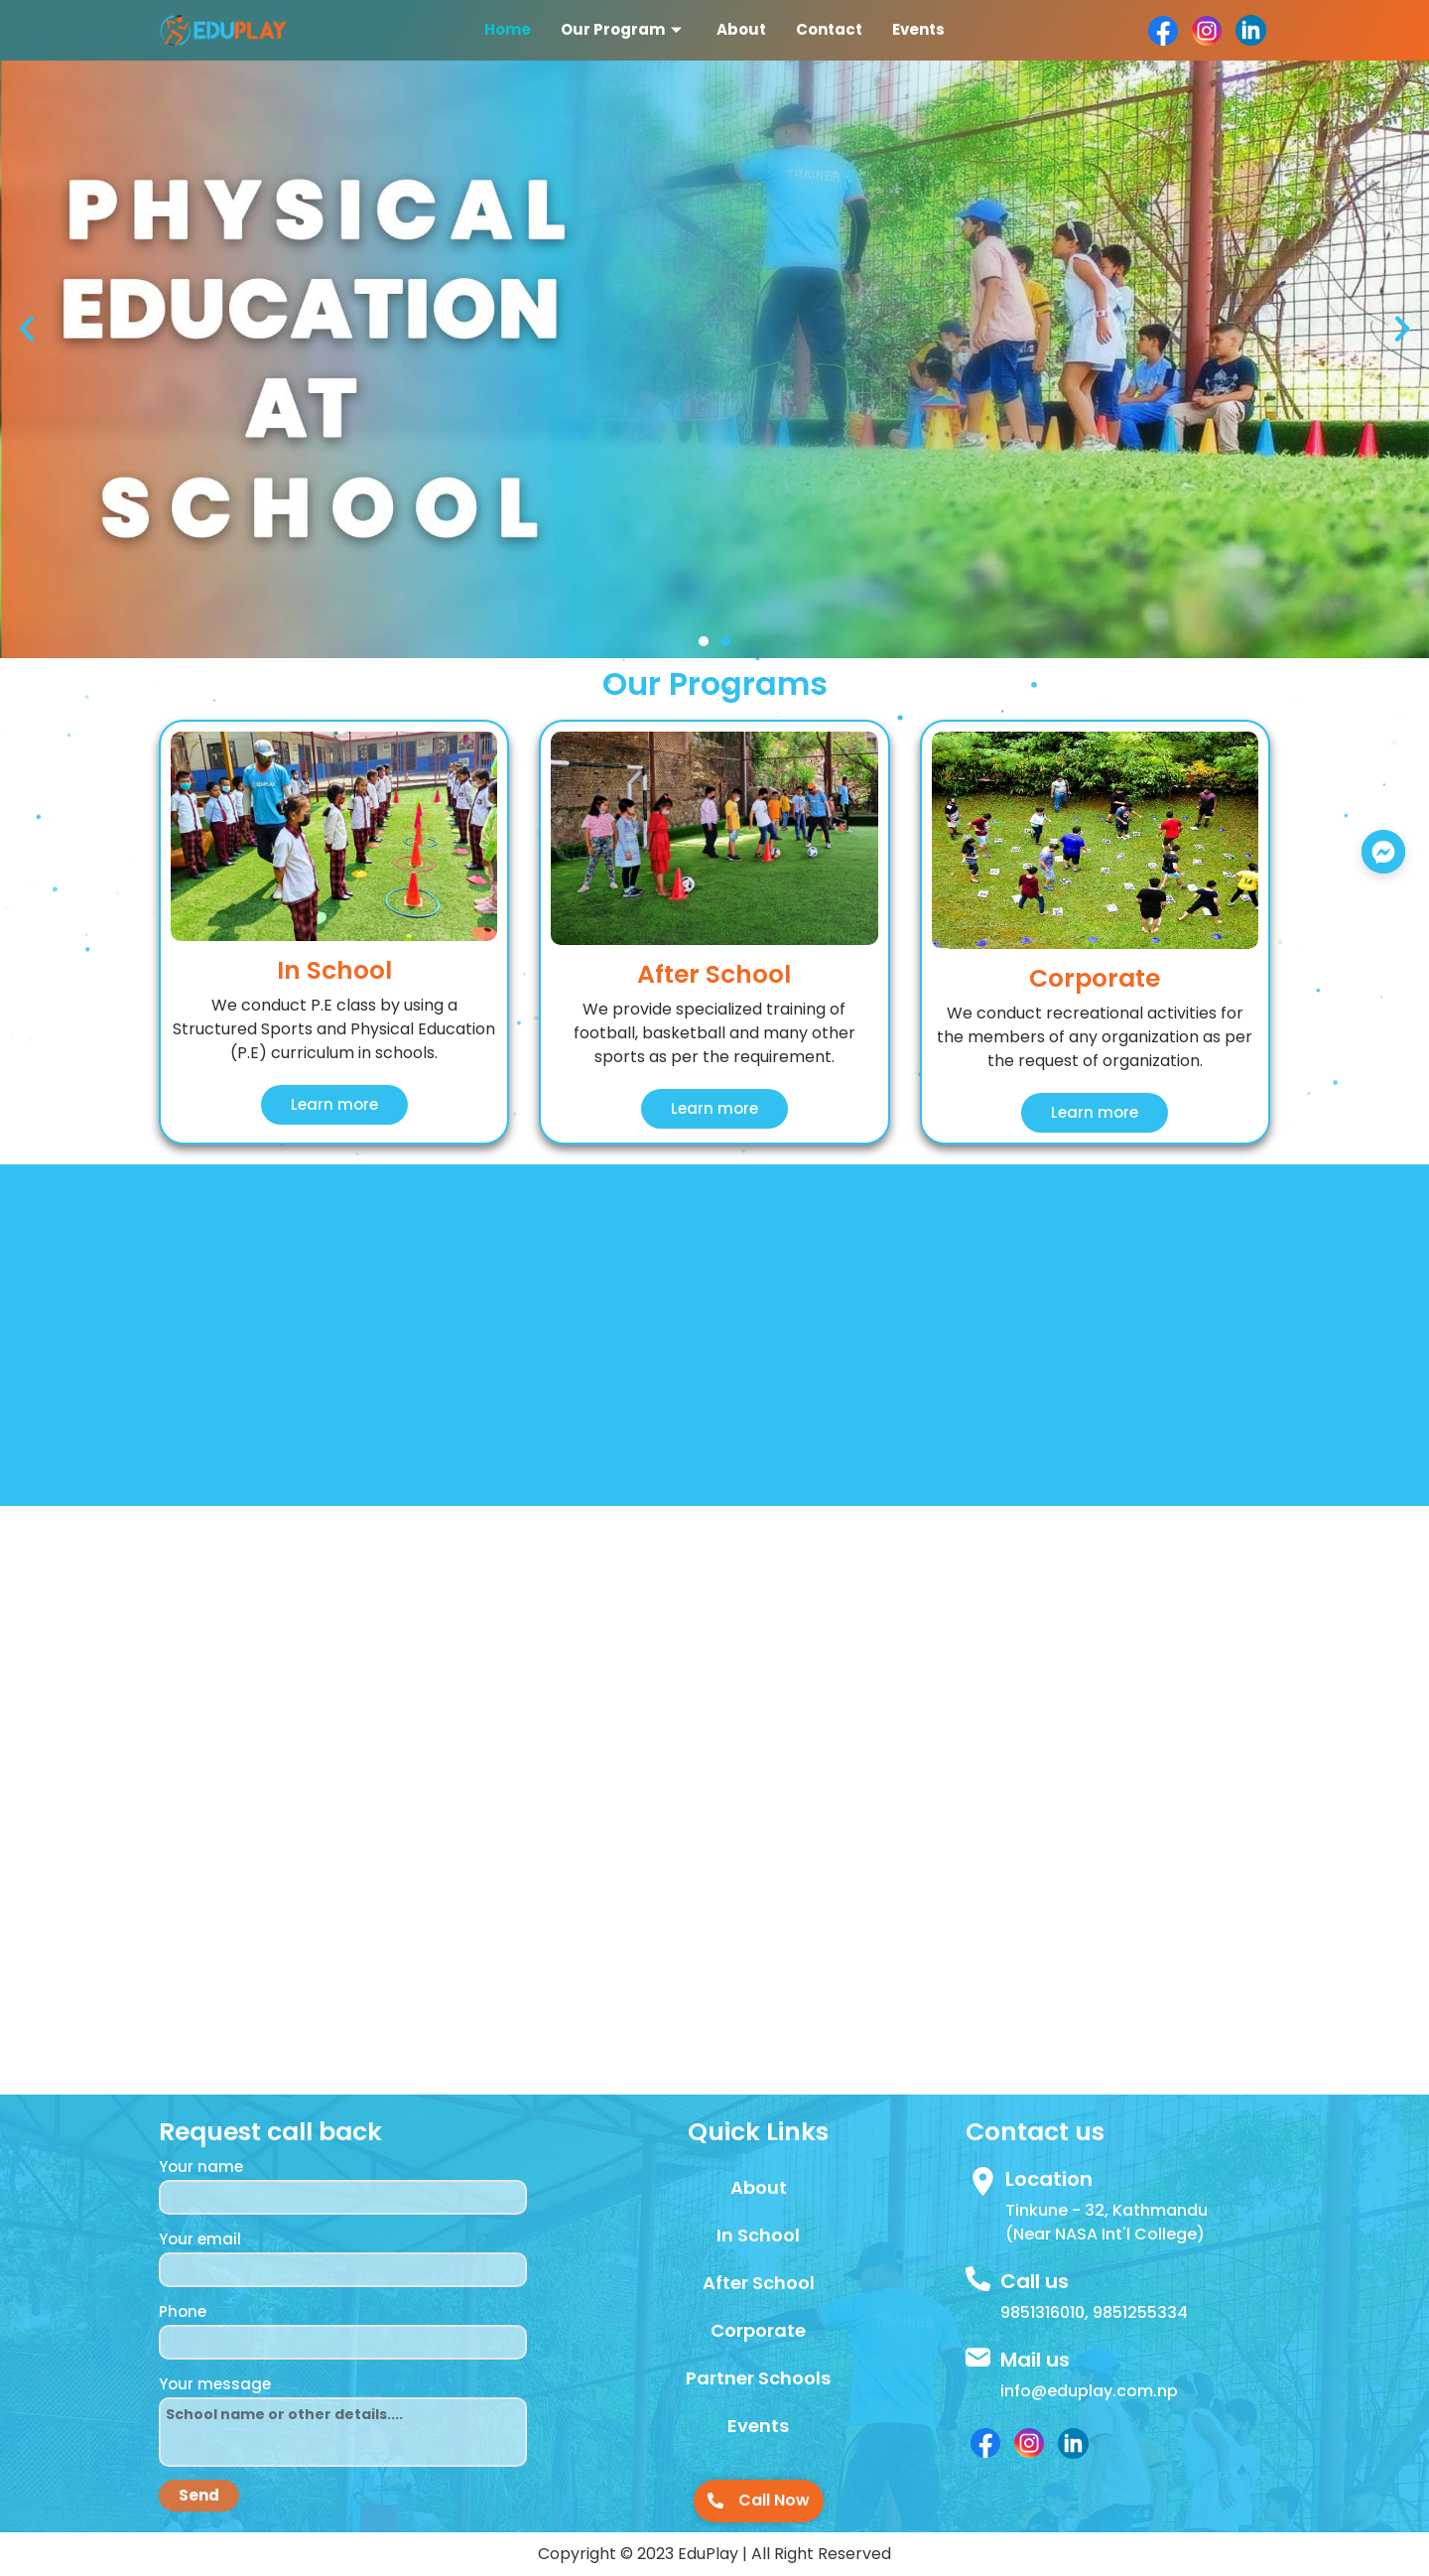 EDUPLAY
Home Our Program About Contact Events
TRAINER
PHYSICAL
EDUCATION
AT
SCHOOL
Our Programs
EDUPLAY
In School
We conduct P.E class by using a
Structured Sports and Physical Education
(P.E) curriculum in schools.
Learn more
After School
We provide specialized training of
football, basketball and many other
sports as per the requirement.
Learn more
Corporate
We conduct recreational activities for
the members of any organization as per
the request of organization.
Learn more
Request call back
Your name
Your email
Phone
Your message
School name or other details....
Send
Quick Links
About
In School
After School
Corporate
Partner Schools
Events
Call Now
Contact us
Location
Tinkune - 32, Kathmandu
(Near NASA Int'l College)
Call us
9851316010, 9851255334
Mail us
info@eduplay.com.np
Copyright © 2023 EduPlay | All Right Reserved